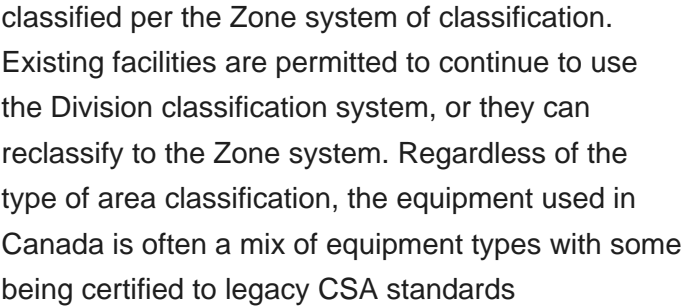 classified per the Zone system of classification.
Existing facilities are permitted to continue to use
the Division classification system, or they can
reclassify to the Zone system. Regardless of the
type of area classification, the equipment used in
Canada is often a mix of equipment types with some
being certified to legacy CSA standards